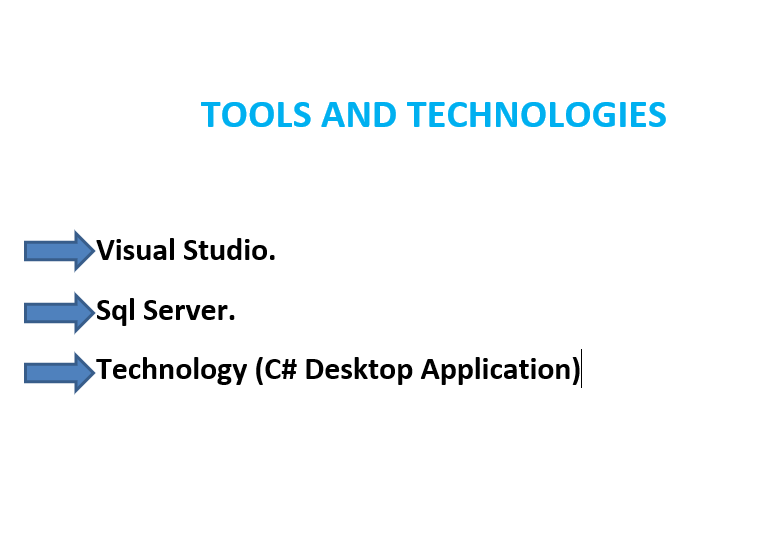 TOOLS AND TECHNOLOGIES
Visual Studio.
Sql Server.
Technology (C# Desktop Application)